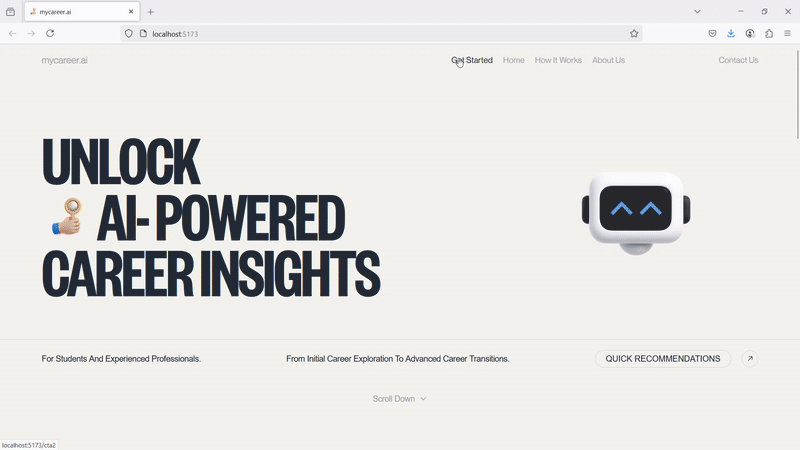 mycareer.ai
localhost:5173
mycareer.ai
Get Started Home How It Works About Us Contact Us
UNLOCK
AI- POWERED
CAREER INSIGHTS
For Students And Experienced Professionals. From Initial Career Exploration To Advanced Career Transitions. QUICK RECOMMENDATIONS
Scroll Down
localhost:5173/cta2